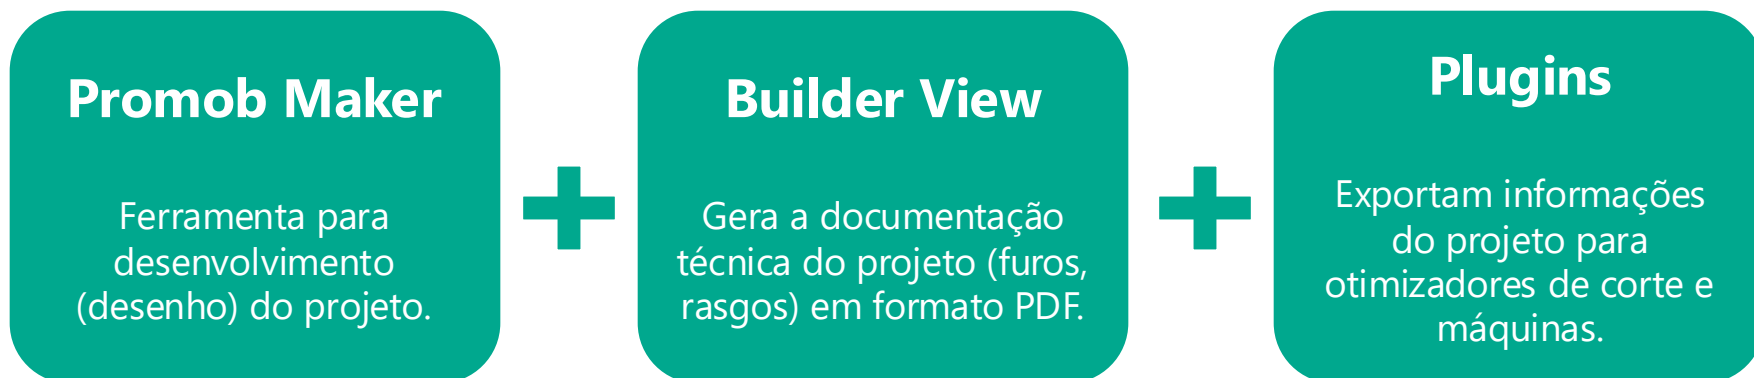 Promob Maker
Ferramenta para
desenvolvimento
(desenho) do projeto.
Builder View
Gera a documentação
técnica do projeto (furos,
rasgos) em formato PDF.
Plugins
Exportam informações
do projeto para
otimizadores de corte e
máquinas.